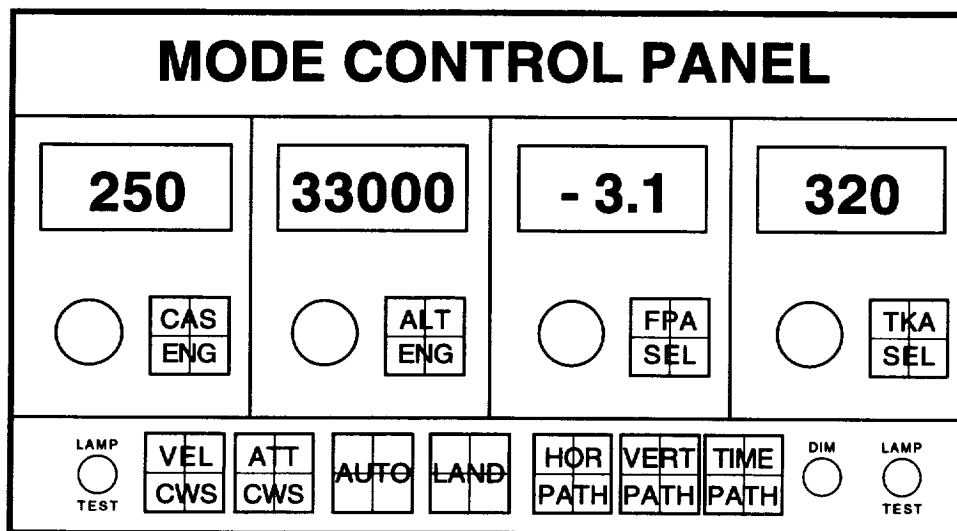 MODE CONTROL PANEL
250
33000
- 3.1
320
CAS
ENG
ALT
ENG
FPA
SEL
TKA
SEL
LAMP
TEST
VEL
CWS
ATT
CWS
AUTO
LAND
HOR
PATH
VERT
PATH
TIME
PATH
DIM
LAMP
TEST